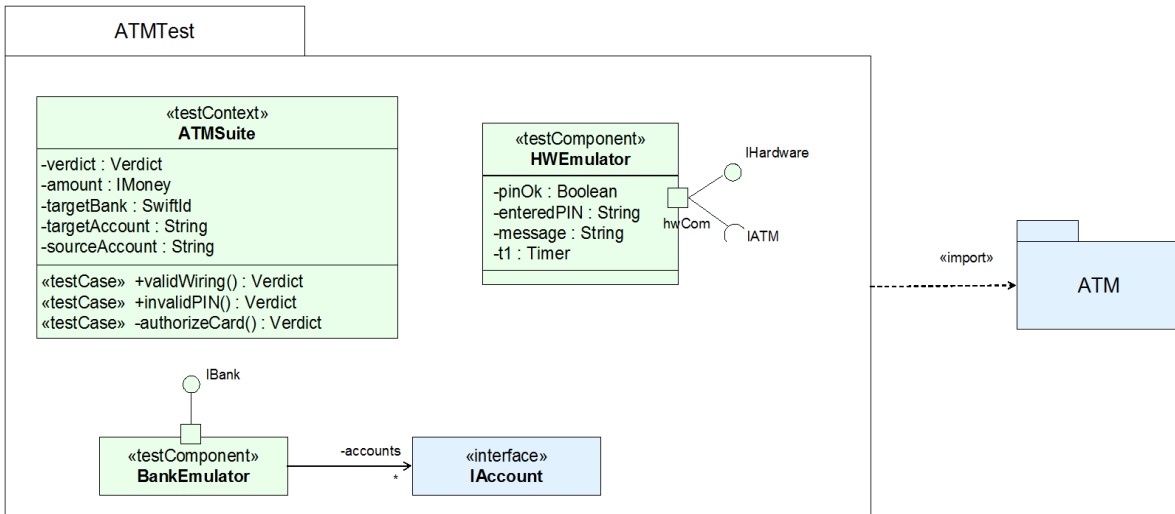 ATMTest
«testContext»
ATMSuite
-verdict : Verdict
-amount : IMoney
-targetBank : SwiftId
-targetAccount : String
-sourceAccount : String
«testCase» +validWiring() : Verdict
«testCase» +invalidPIN() : Verdict
«testCase» -authorizeCard() : Verdict
«testComponent»
HWEmulator
-pinOk : Boolean
-enteredPIN : String
-message : String
-t1 : Timer
hwCom
IHardware
IATM
«import»
ATM
IBank
«testComponent»
BankEmulator
-accounts
*
«interface»
IAccount